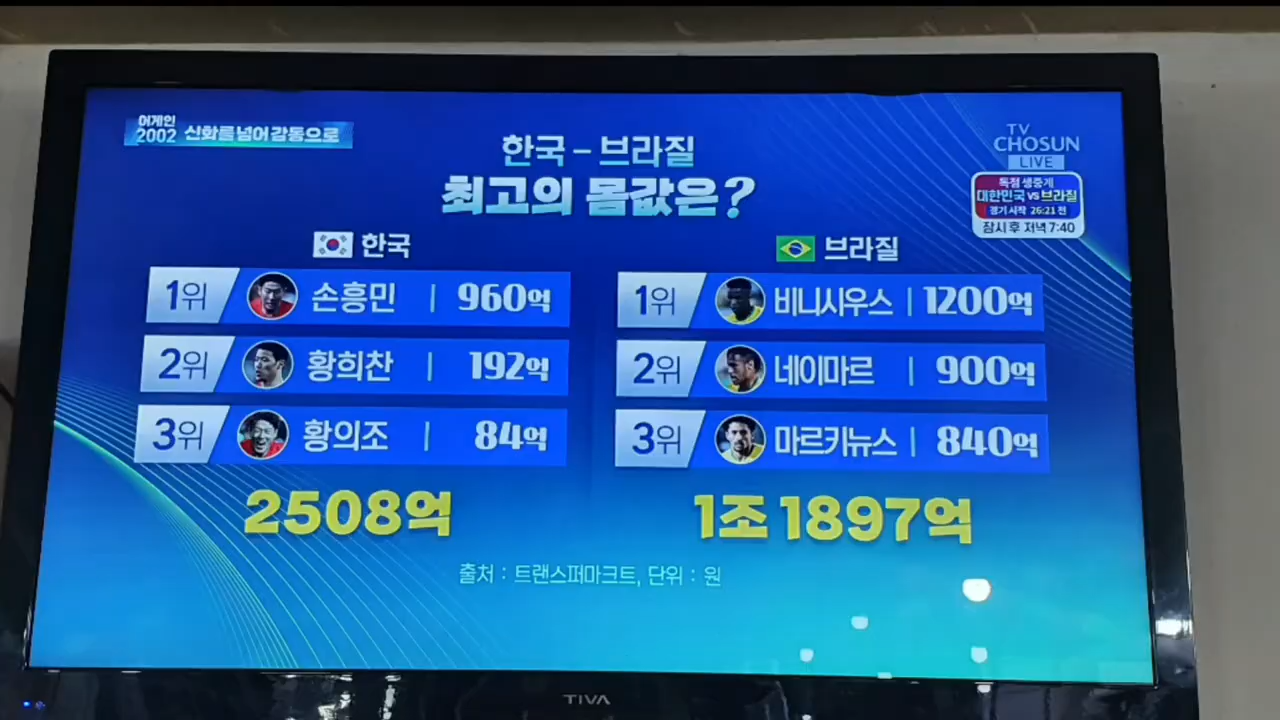 어게인
2002 신화를 넘어 감동으로
TV
CHOSUN
LIVE
독점 생중계
대한민국 vs 브라질
경기 시작 26:21 전
잠시 후 저녁 7:40
한국 – 브라질
최고의 몸값은?
한국
1위 손흥민 | 960억
2위 황희찬 | 192억
3위 황의조 | 84억
2508억
브라질
1위 비니시우스 | 1200억
2위 네이마르 | 900억
3위 마르키뉴스 | 840억
1조 1897억
출처 : 트랜스퍼마크트, 단위 : 원
TIVA